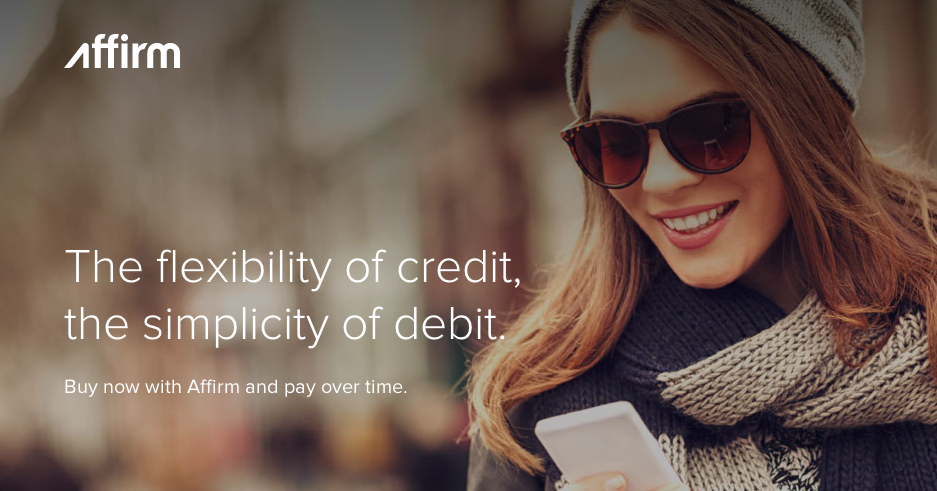 Affirm
The flexibility of credit,
the simplicity of debit.
Buy now with Affirm and pay over time.